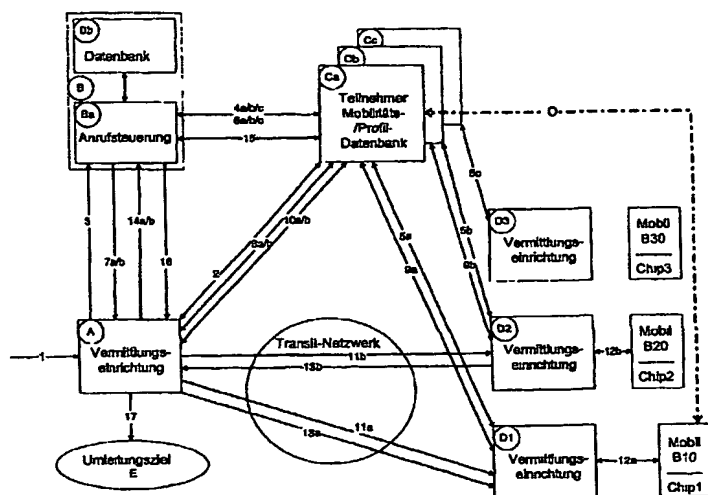 Bb
Datenbank
B
Ba
Anrufsteuerung
4a/b/c
6a/b/c
15
Cc
Cb
Ca
Teilnehmer
Mobilitäts-
/Profil-
Datenbank
O
3
7a/b
14a/b
16
2
8a/b
10a/b
5a
9a
5b
9b
5c
D3
Vermittlungs-
einrichtung
Mobil
B30
Chip3
A
Vermittlungs-
einrichtung
1
Transit-Netzwerk
11b
13b
D2
Vermittlungs-
einrichtung
12b
Mobil
B20
Chip2
17
11a
13a
Umleitungsziel
E
D1
Vermittlungs-
einrichtung
12a
Mobil
B10
Chip1